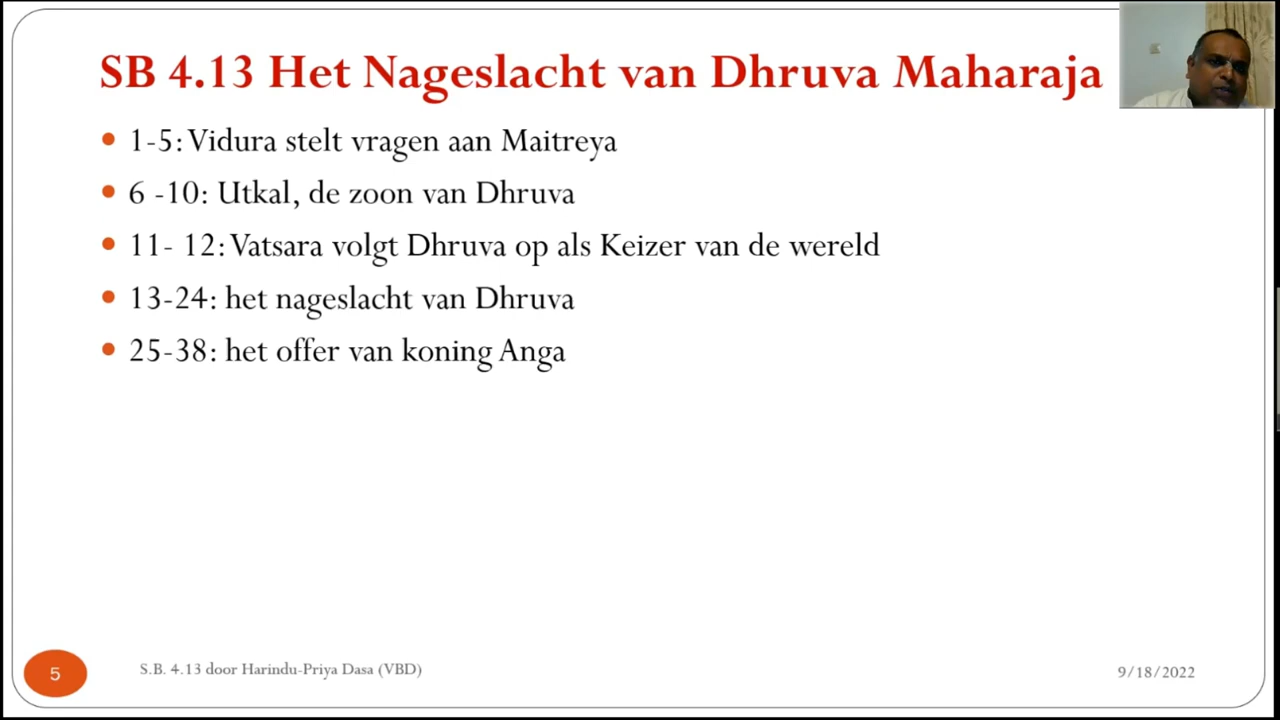 SB 4.13 Het Nageslacht van Dhruva Maharaja
1-5: Vidura stelt vragen aan Maitreya
6 -10: Utkal, de zoon van Dhruva
11- 12: Vatsara volgt Dhruva op als Keizer van de wereld
13-24: het nageslacht van Dhruva
25-38: het offer van koning Anga
5
S.B. 4.13 door Harindu-Priya Dasa (VBD)
9/18/2022